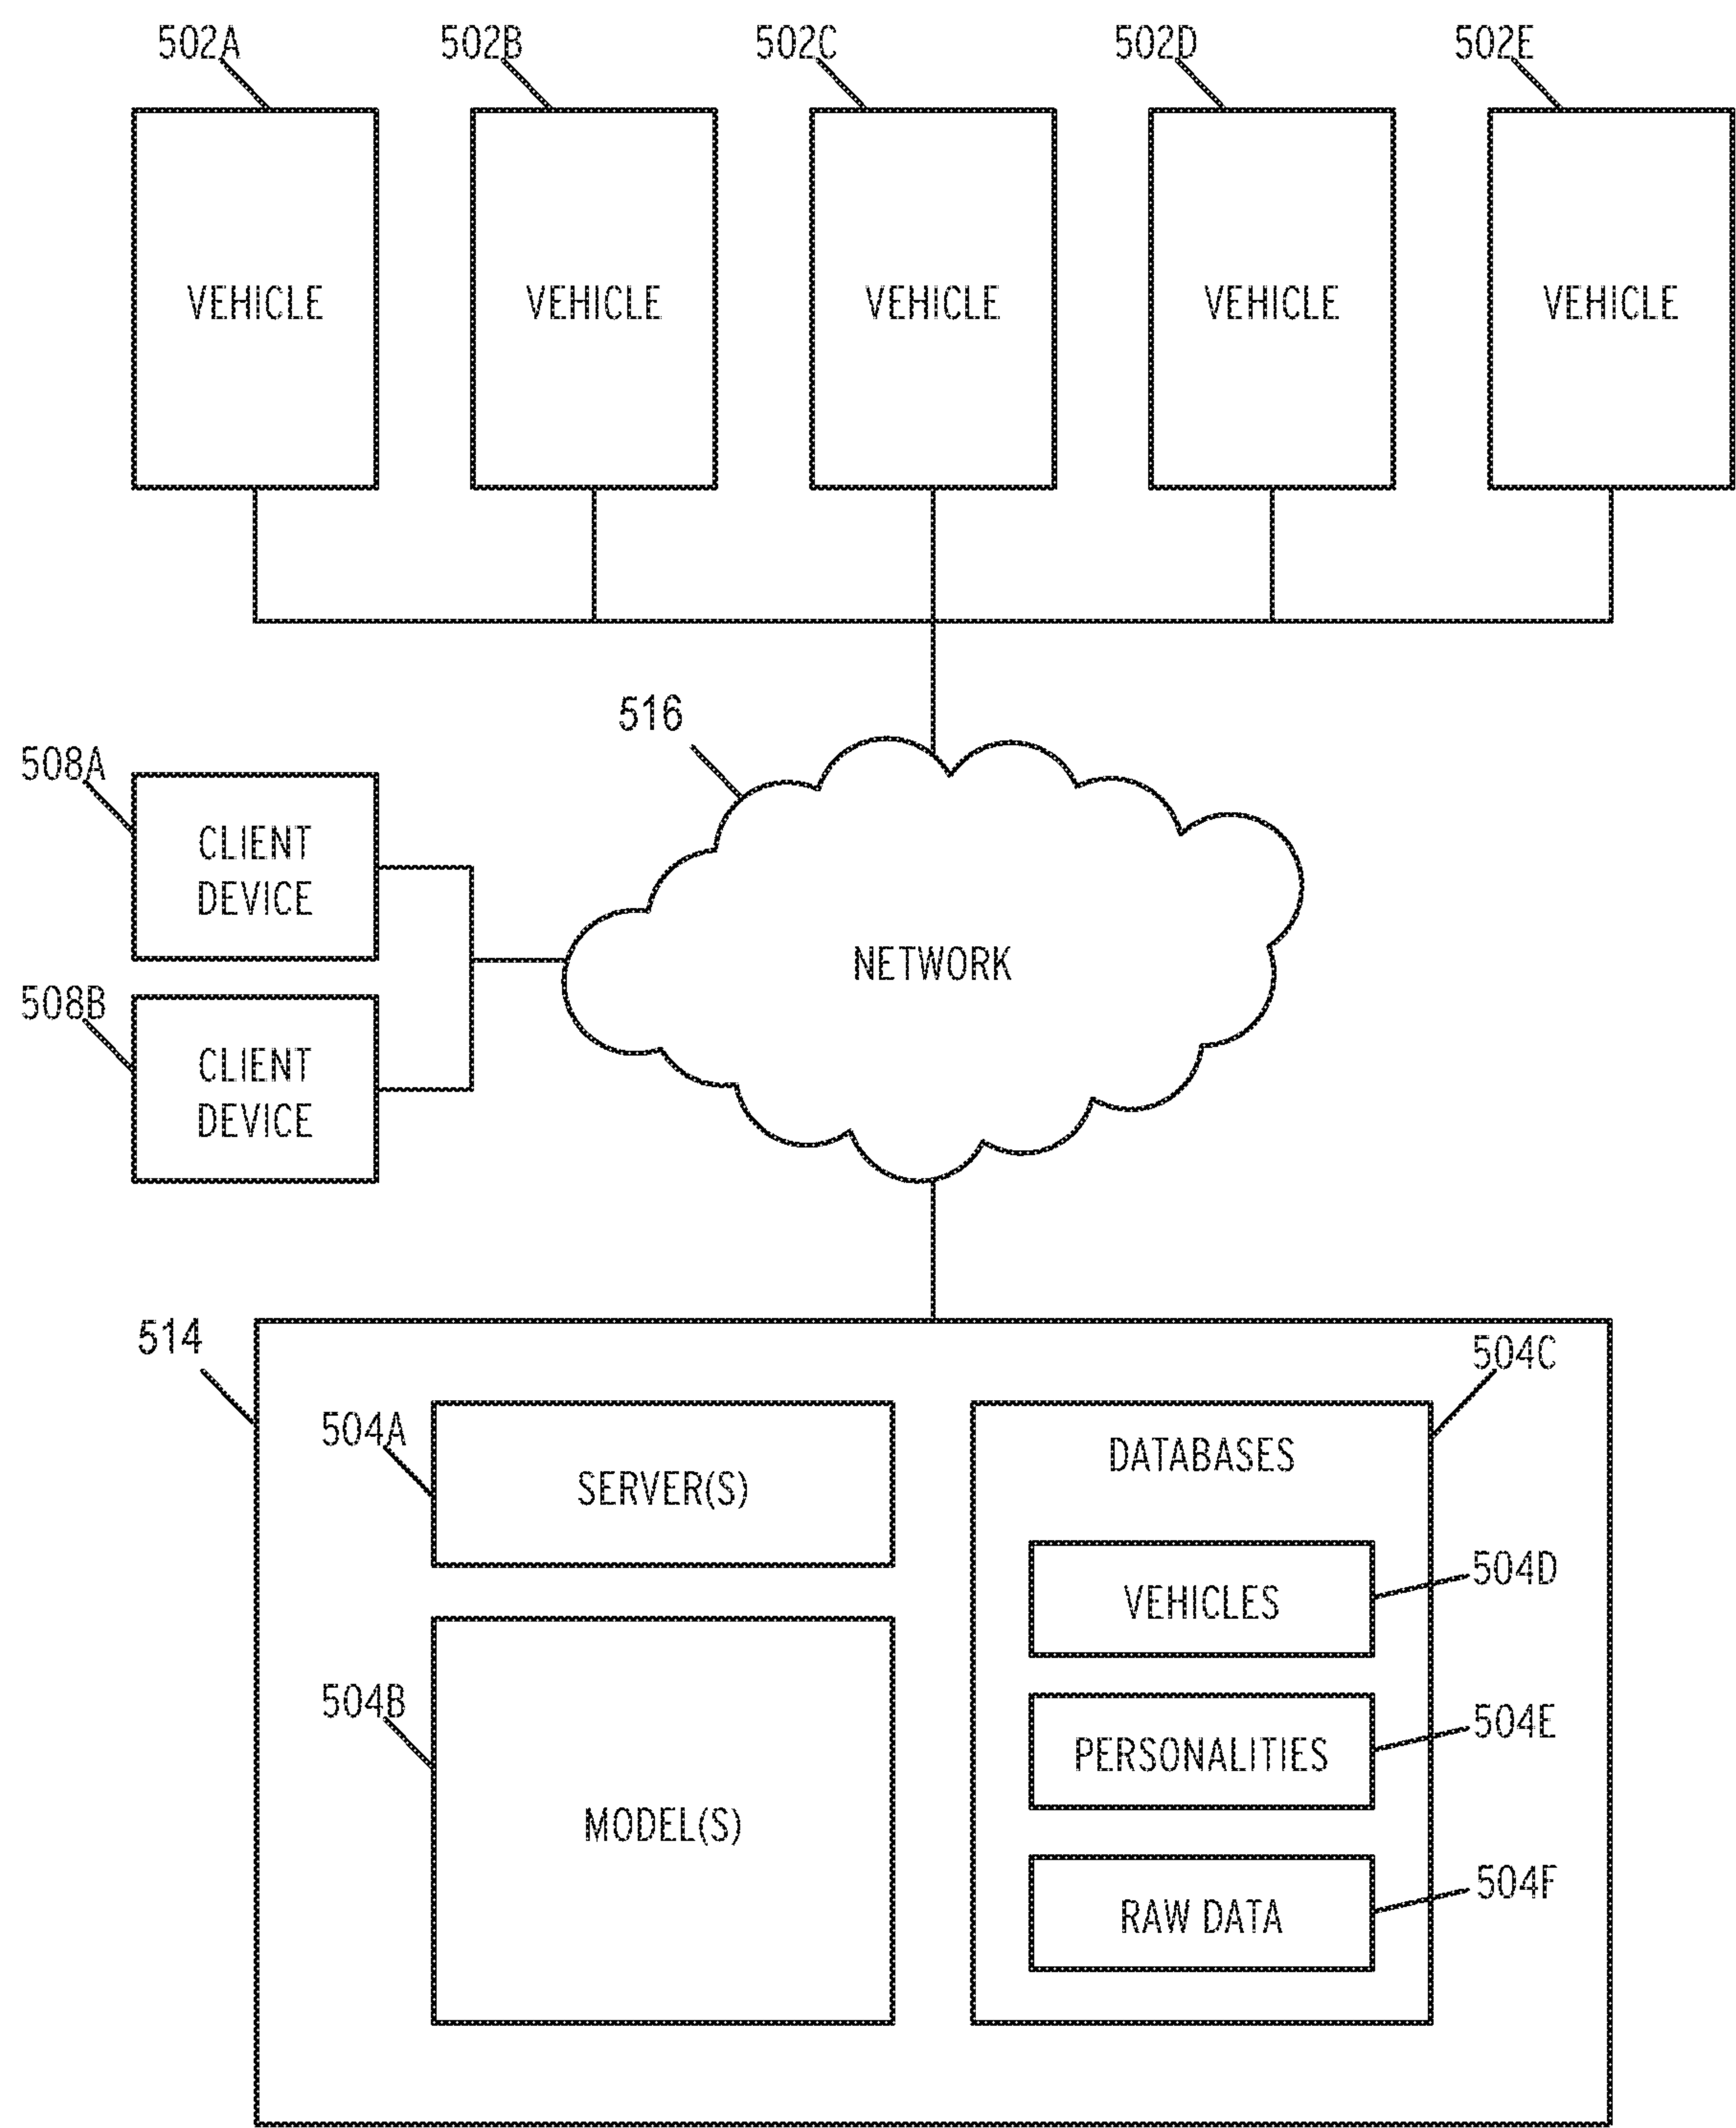 502A 502B 502C 502D 502E
VEHICLE VEHICLE VEHICLE VEHICLE VEHICLE
516
508A
CLIENT
DEVICE
NETWORK
508B
CLIENT
DEVICE
514
504C
504A
DATABASES
SERVER(S)
504D
VEHICLES
504B
504E
PERSONALITIES
MODEL(S)
504F
RAW DATA